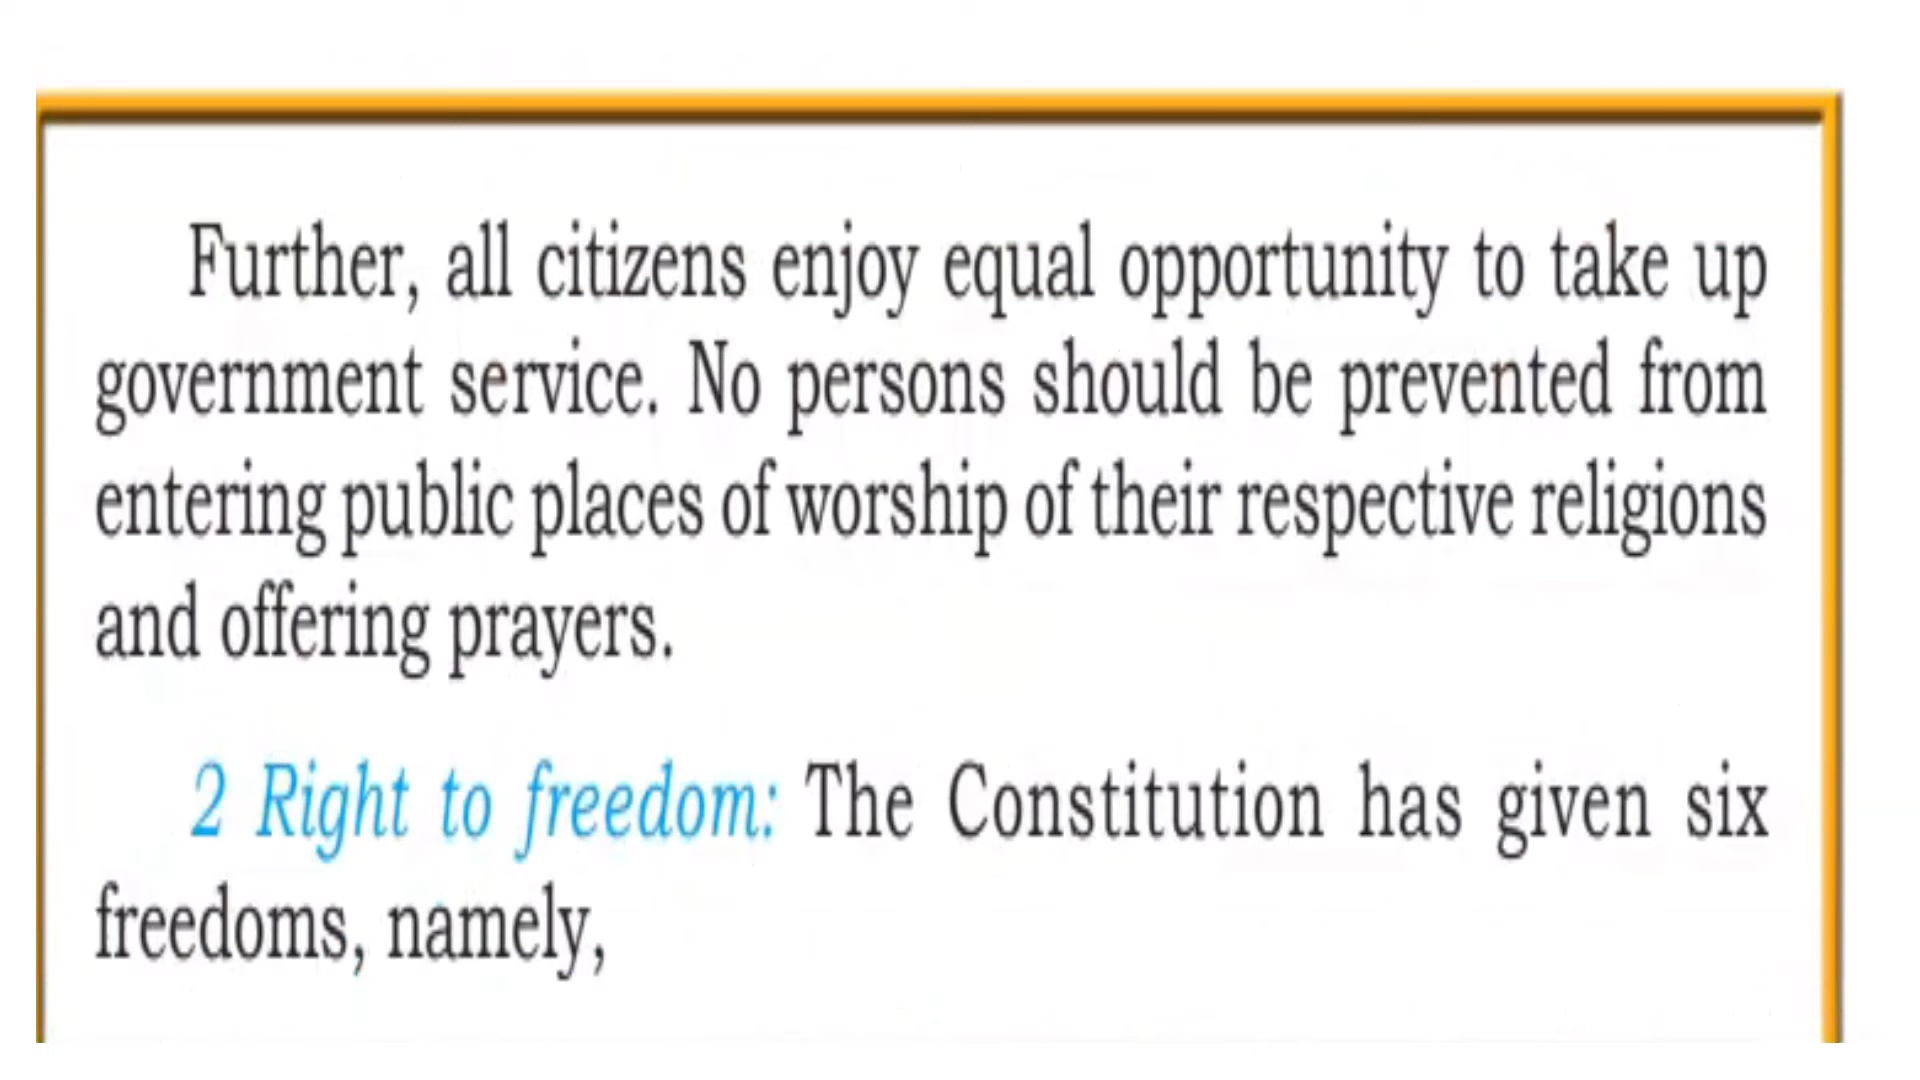 Further, all citizens enjoy equal opportunity to take up
government service. No persons should be prevented from
entering public places of worship of their respective religions
and offering prayers.
2 Right to freedom: The Constitution has given six
freedoms, namely,